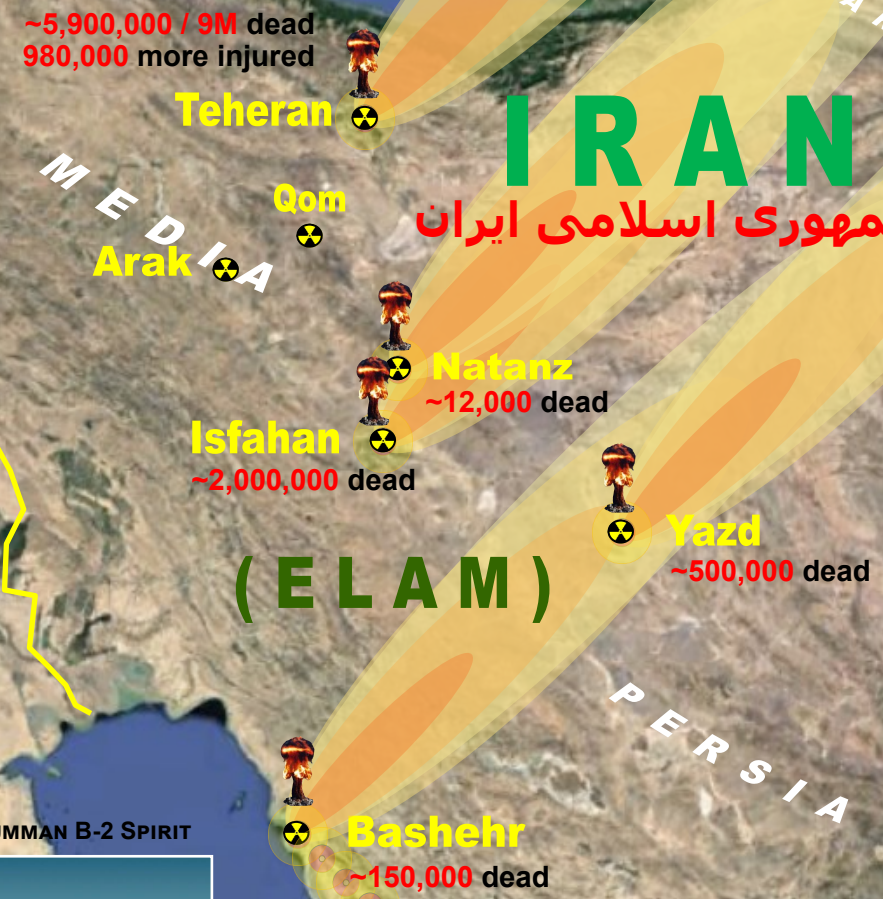 ~5,900,000 / 9M dead
980,000 more injured
Teheran
IRAN
مهوری اسلامی ایران
MEDIA
Qom
Arak
Natanz
~12,000 dead
Isfahan
~2,000,000 dead
Yazd
~500,000 dead
(ELAM)
PERSIA
MMAN B-2 SPIRIT
Bashehr
~150,000 dead